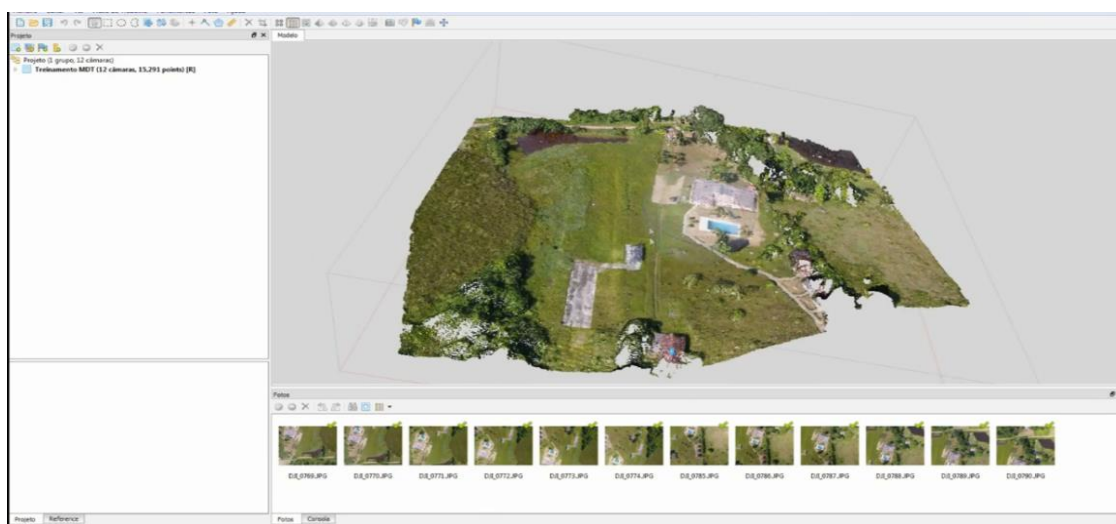 Projeto
Modelo
Projeto (1 grupo, 12 câmaras)
Treinamento MDT (12 câmaras, 15,291 points) [R]
Fotos
DJI_0769.JPG
DJI_0770.JPG
DJI_0771.JPG
DJI_0772.JPG
DJI_0773.JPG
DJI_0774.JPG
DJI_0785.JPG
DJI_0786.JPG
DJI_0787.JPG
DJI_0788.JPG
DJI_0789.JPG
DJI_0790.JPG
Projeto
Reference
Fotos
Console